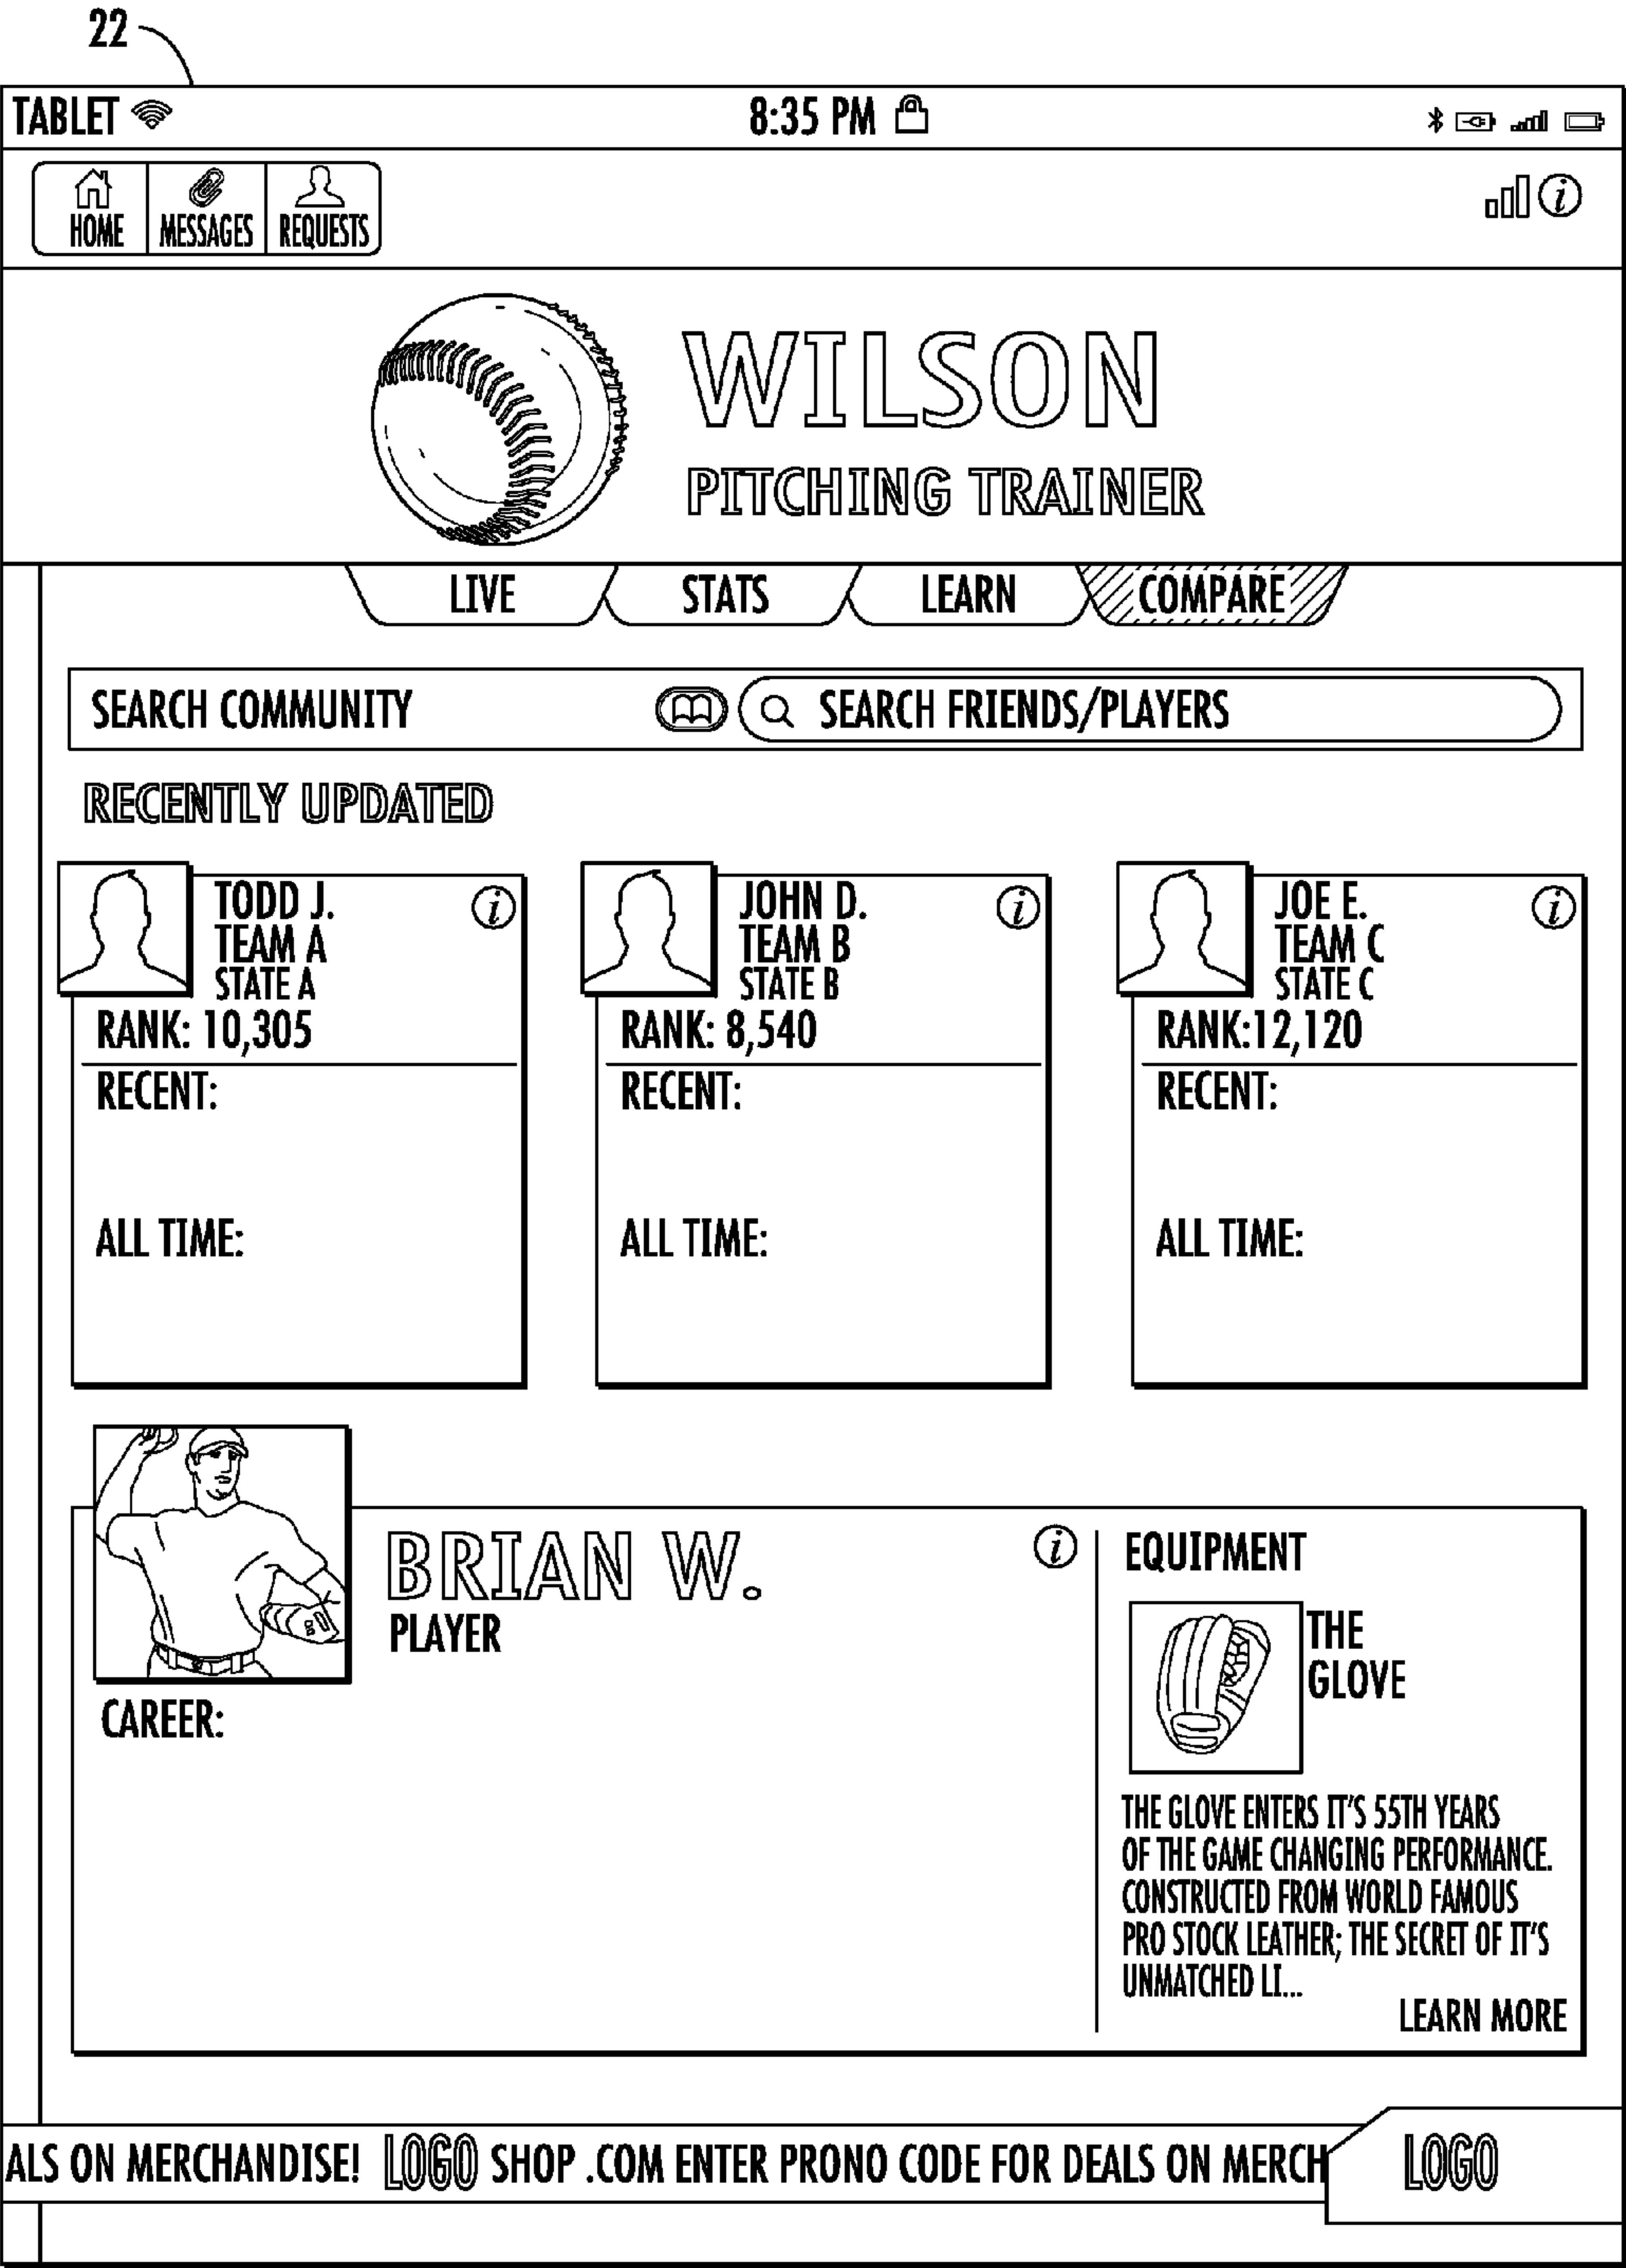 22
TABLET 8:35 PM
HOME MESSAGES REQUESTS
WILSON
PITCHING TRAINER
LIVE STATS LEARN COMPARE
SEARCH COMMUNITY SEARCH FRIENDS/PLAYERS
RECENTLY UPDATED
TODD J.
TEAM A
STATE A
RANK: 10,305
RECENT:
ALL TIME:
JOHN D.
TEAM B
STATE B
RANK: 8,540
RECENT:
ALL TIME:
JOE E.
TEAM C
STATE C
RANK:12,120
RECENT:
ALL TIME:
BRIAN W.
PLAYER
CAREER:
EQUIPMENT
THE
GLOVE
THE GLOVE ENTERS IT'S 55TH YEARS
OF THE GAME CHANGING PERFORMANCE.
CONSTRUCTED FROM WORLD FAMOUS
PRO STOCK LEATHER; THE SECRET OF IT'S
UNMATCHED LI...
LEARN MORE
ALS ON MERCHANDISE! LOGO SHOP .COM ENTER PRONO CODE FOR DEALS ON MERCH LOGO